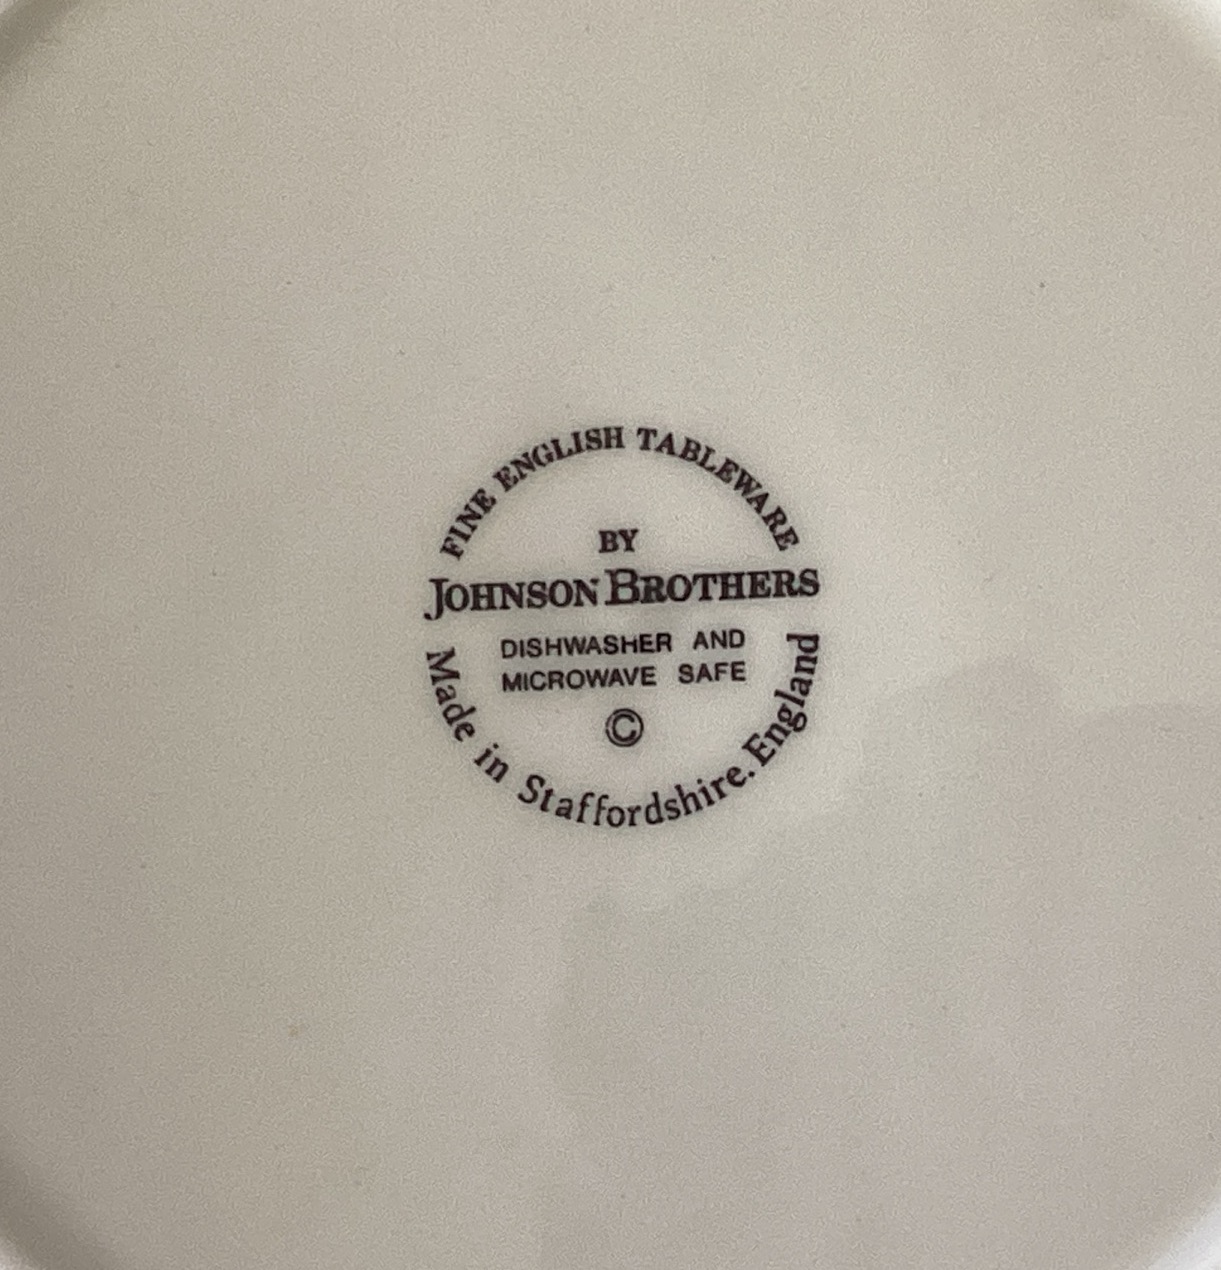 FINE ENGLISH TABLEWARE
BY
JOHNSON BROTHERS
DISHWASHER AND
MICROWAVE SAFE
©
Made in Staffordshire. England